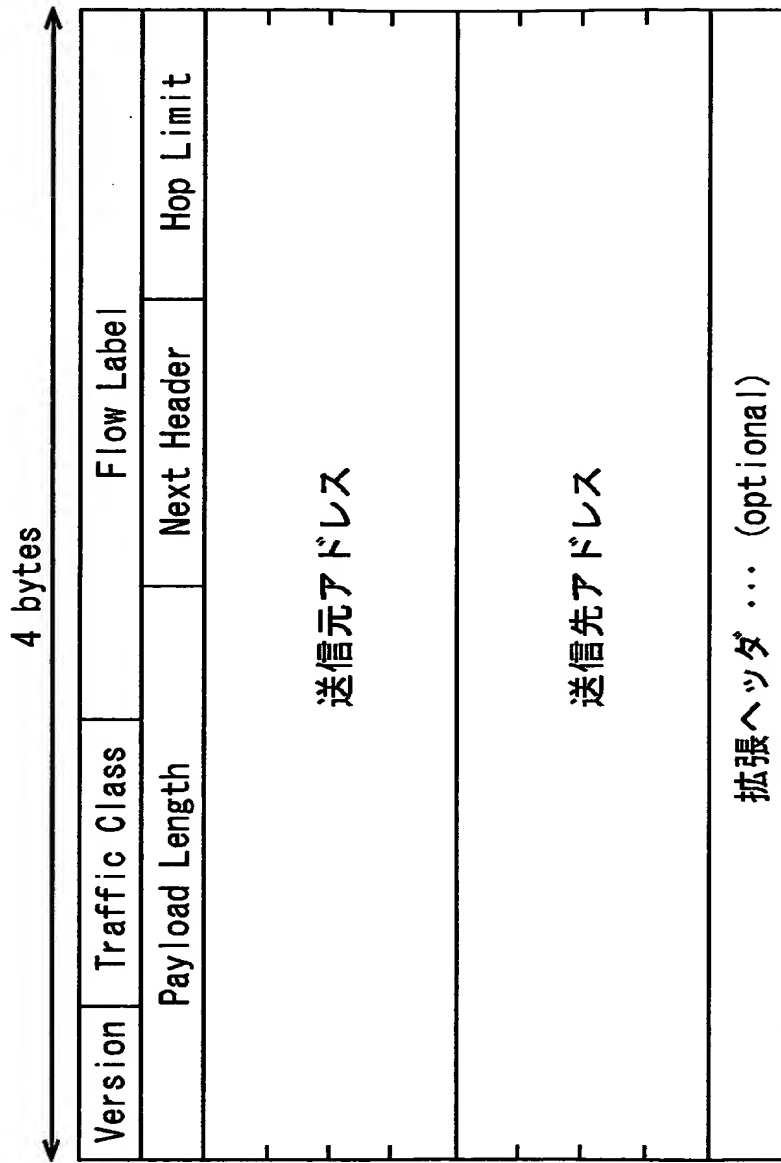 4 bytes
Version Traffic Class Flow Label
Payload Length Next Header Hop Limit
送信元アドレス
送信先アドレス
拡張ヘッダ ··· (optional)